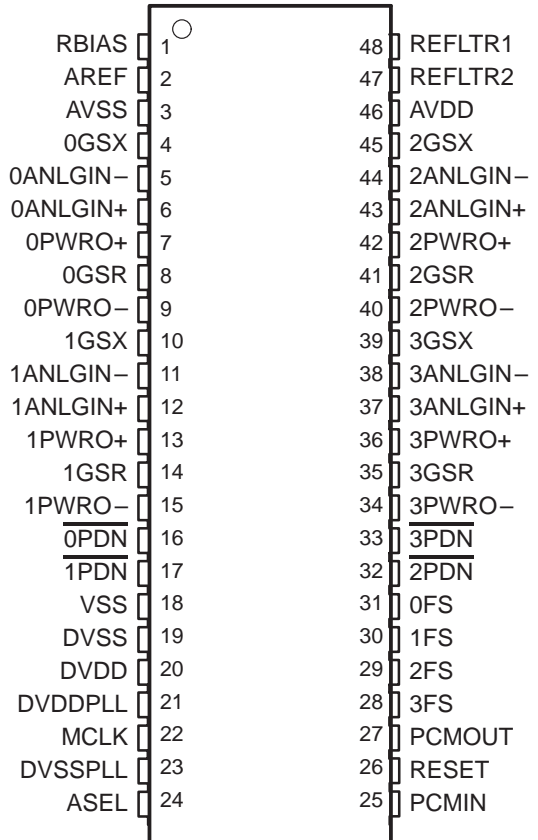 RBIAS 1 48 REFLTR1
AREF 2 47 REFLTR2
AVSS 3 46 AVDD
0GSX 4 45 2GSX
0ANLGIN– 5 44 2ANLGIN–
0ANLGIN+ 6 43 2ANLGIN+
0PWRO+ 7 42 2PWRO+
0GSR 8 41 2GSR
0PWRO– 9 40 2PWRO–
1GSX 10 39 3GSX
1ANLGIN– 11 38 3ANLGIN–
1ANLGIN+ 12 37 3ANLGIN+
1PWRO+ 13 36 3PWRO+
1GSR 14 35 3GSR
1PWRO– 15 34 3PWRO–
0PDN 16 33 3PDN
1PDN 17 32 2PDN
VSS 18 31 0FS
DVSS 19 30 1FS
DVDD 20 29 2FS
DVDDPLL 21 28 3FS
MCLK 22 27 PCMOUT
DVSSPLL 23 26 RESET
ASEL 24 25 PCMIN